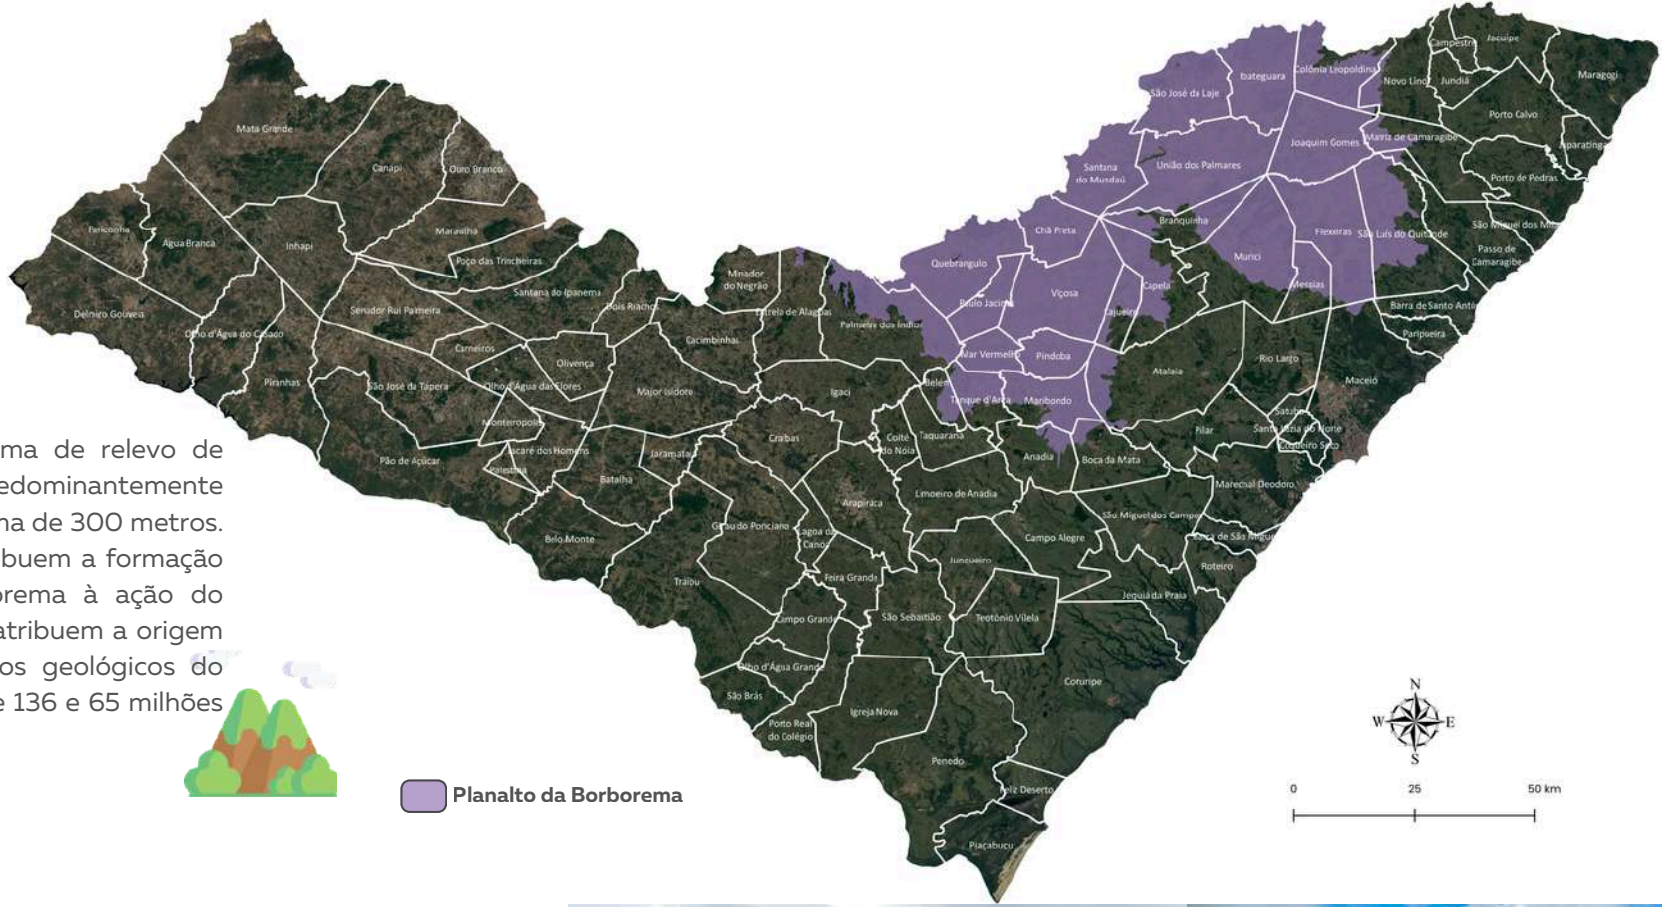 Campestre
Jacuípe
Maragogi
Ibateguara
Colônia Leopoldina
Novo Lino
Jundiá
São José da Laje
Porto Calvo
Mata Grande
Joaquim Gomes
Matriz de Camaragibe
Japaratinga
Canapi
Ouro Branco
Santana
do Mundaú
União dos Palmares
Porto de Pedras
Branquinha
São Miguel dos Mil
Pariconha
Água Branca
Inhapi
Maravilha
Chã Preta
Flexeiras
São Luís do Quitunde
Passo de
Camaragibe
Poço das Trincheiras
Quebrangulo
Murici
Minador
do Negrão
Santana do Ipanema
Viçosa
Capela
Messias
Delmiro Gouveia
Senador Rui Palmeira
Dois Riachos
Estrela de Alagoas
Paulo Jacinto
Cajueiro
Barra de Santo Antô
Palmeira dos Índios
Olho d'Água do Casado
Cacimbinhas
Paripueira
Carneiros
Olivença
Mar Vermelho
Pindoba
Rio Largo
Piranhas
São José da Tapera
Olho d'Água das Flores
Major Isidoro
Igaci
Belém
Atalaia
Maceió
Tanque d'Arca
Maribondo
Satuba
Monteirópolis
Craíbas
Coité
do Nóia
Taquarana
Pilar
Santa Luzia do Norte
Coqueiro Seco
ma de relevo de
Jacaré dos Homens
Jaramataia
Anadia
Boca da Mata
Pão de Açúcar
Palestina
Batalha
edominantemente
Marechal Deodoro
Arapiraca
Limoeiro de Anadia
na de 300 metros.
São Miguel dos Campos
Girau do Ponciano
Lagoa da
Canoa
Belo Monte
Campo Alegre
Barra de São Miguel
buem a formação
Junqueiro
Roteiro
Traipu
Feira Grande
orema à ação do
Jequiá da Praia
Campo Grande
São Sebastião
Teotônio Vilela
atribuem a origem
os geológicos do
Olho d'Água Grande
Coruripe
e 136 e 65 milhões
São Brás
Igreja Nova
Porto Real
do Colégio
N
W E
S
Penedo
Planalto da Borborema
Feliz Deserto
0 25 50 km
Piaçabuçu